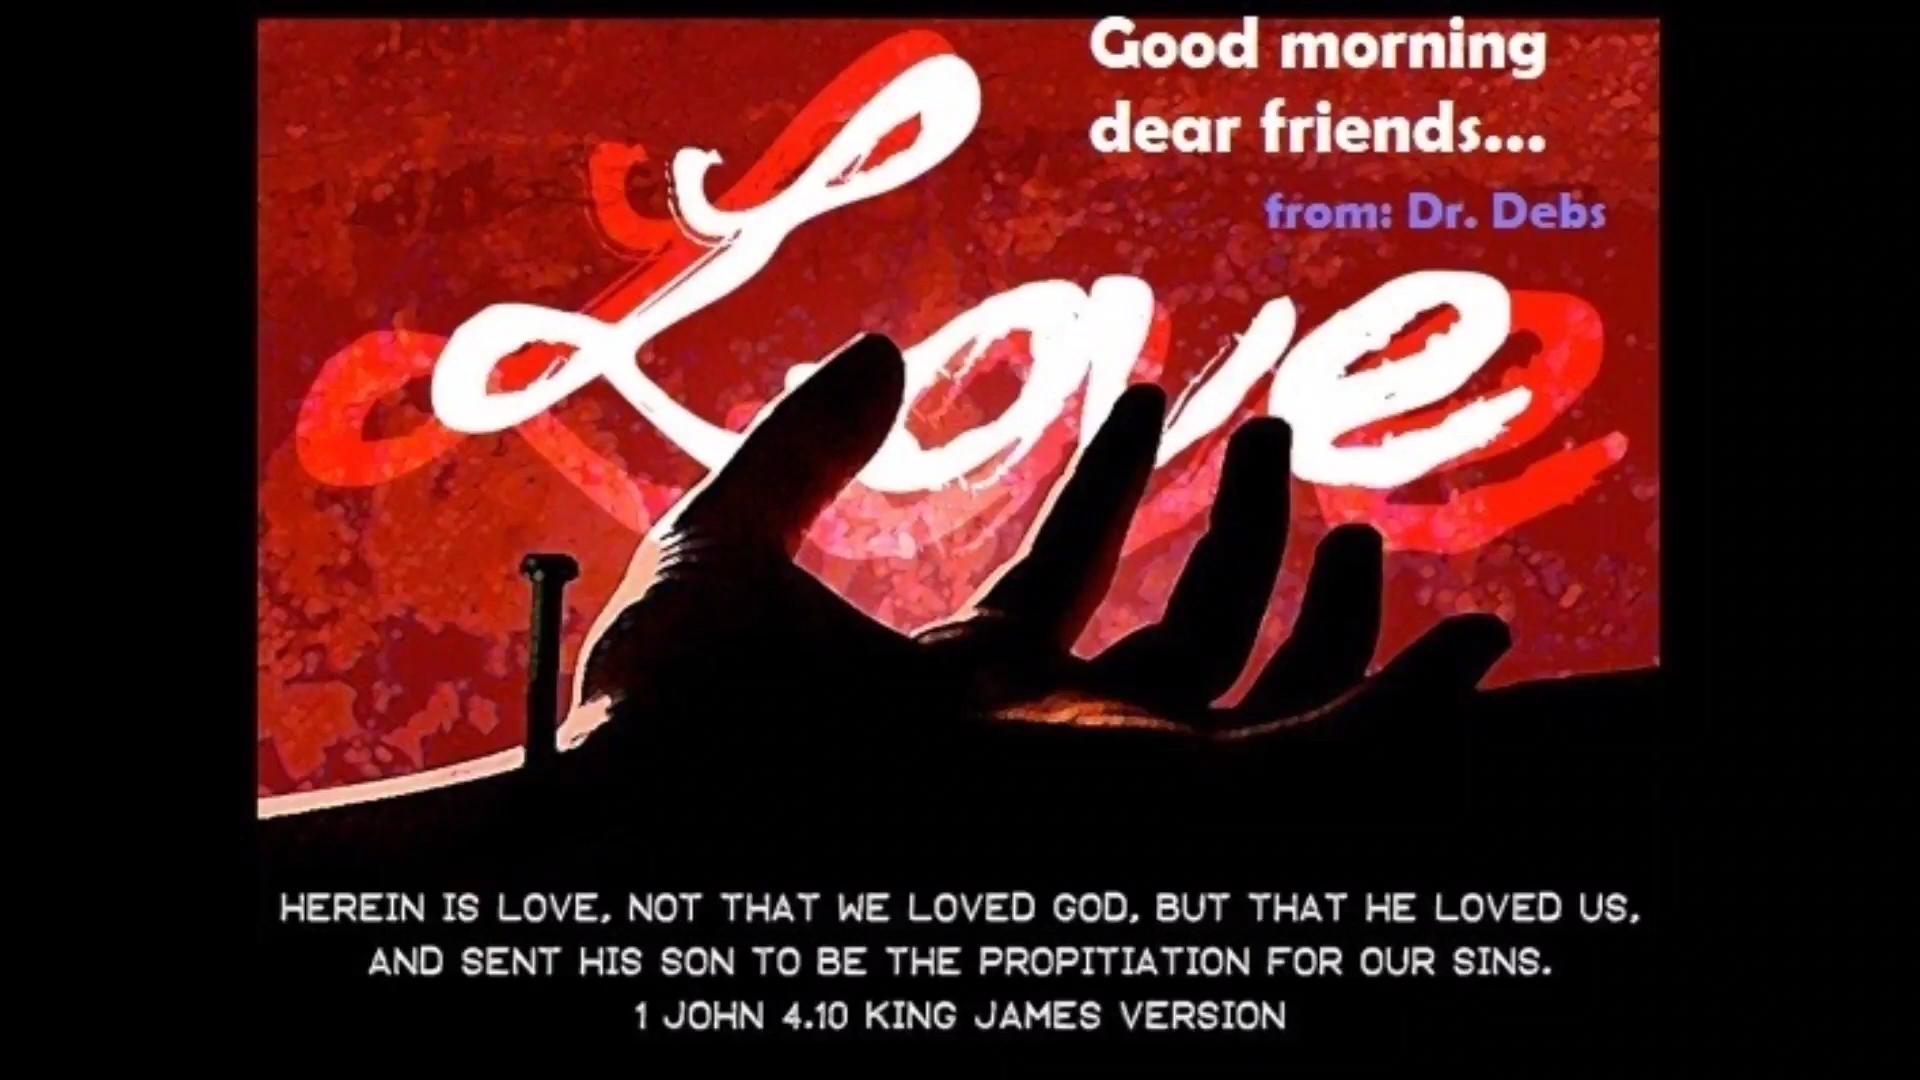 Good morning
dear friends...
from: Dr. Debs
Love
HEREIN IS LOVE, NOT THAT WE LOVED GOD, BUT THAT HE LOVED US,
AND SENT HIS SON TO BE THE PROPITIATION FOR OUR SINS.
1 JOHN 4.10 KING JAMES VERSION